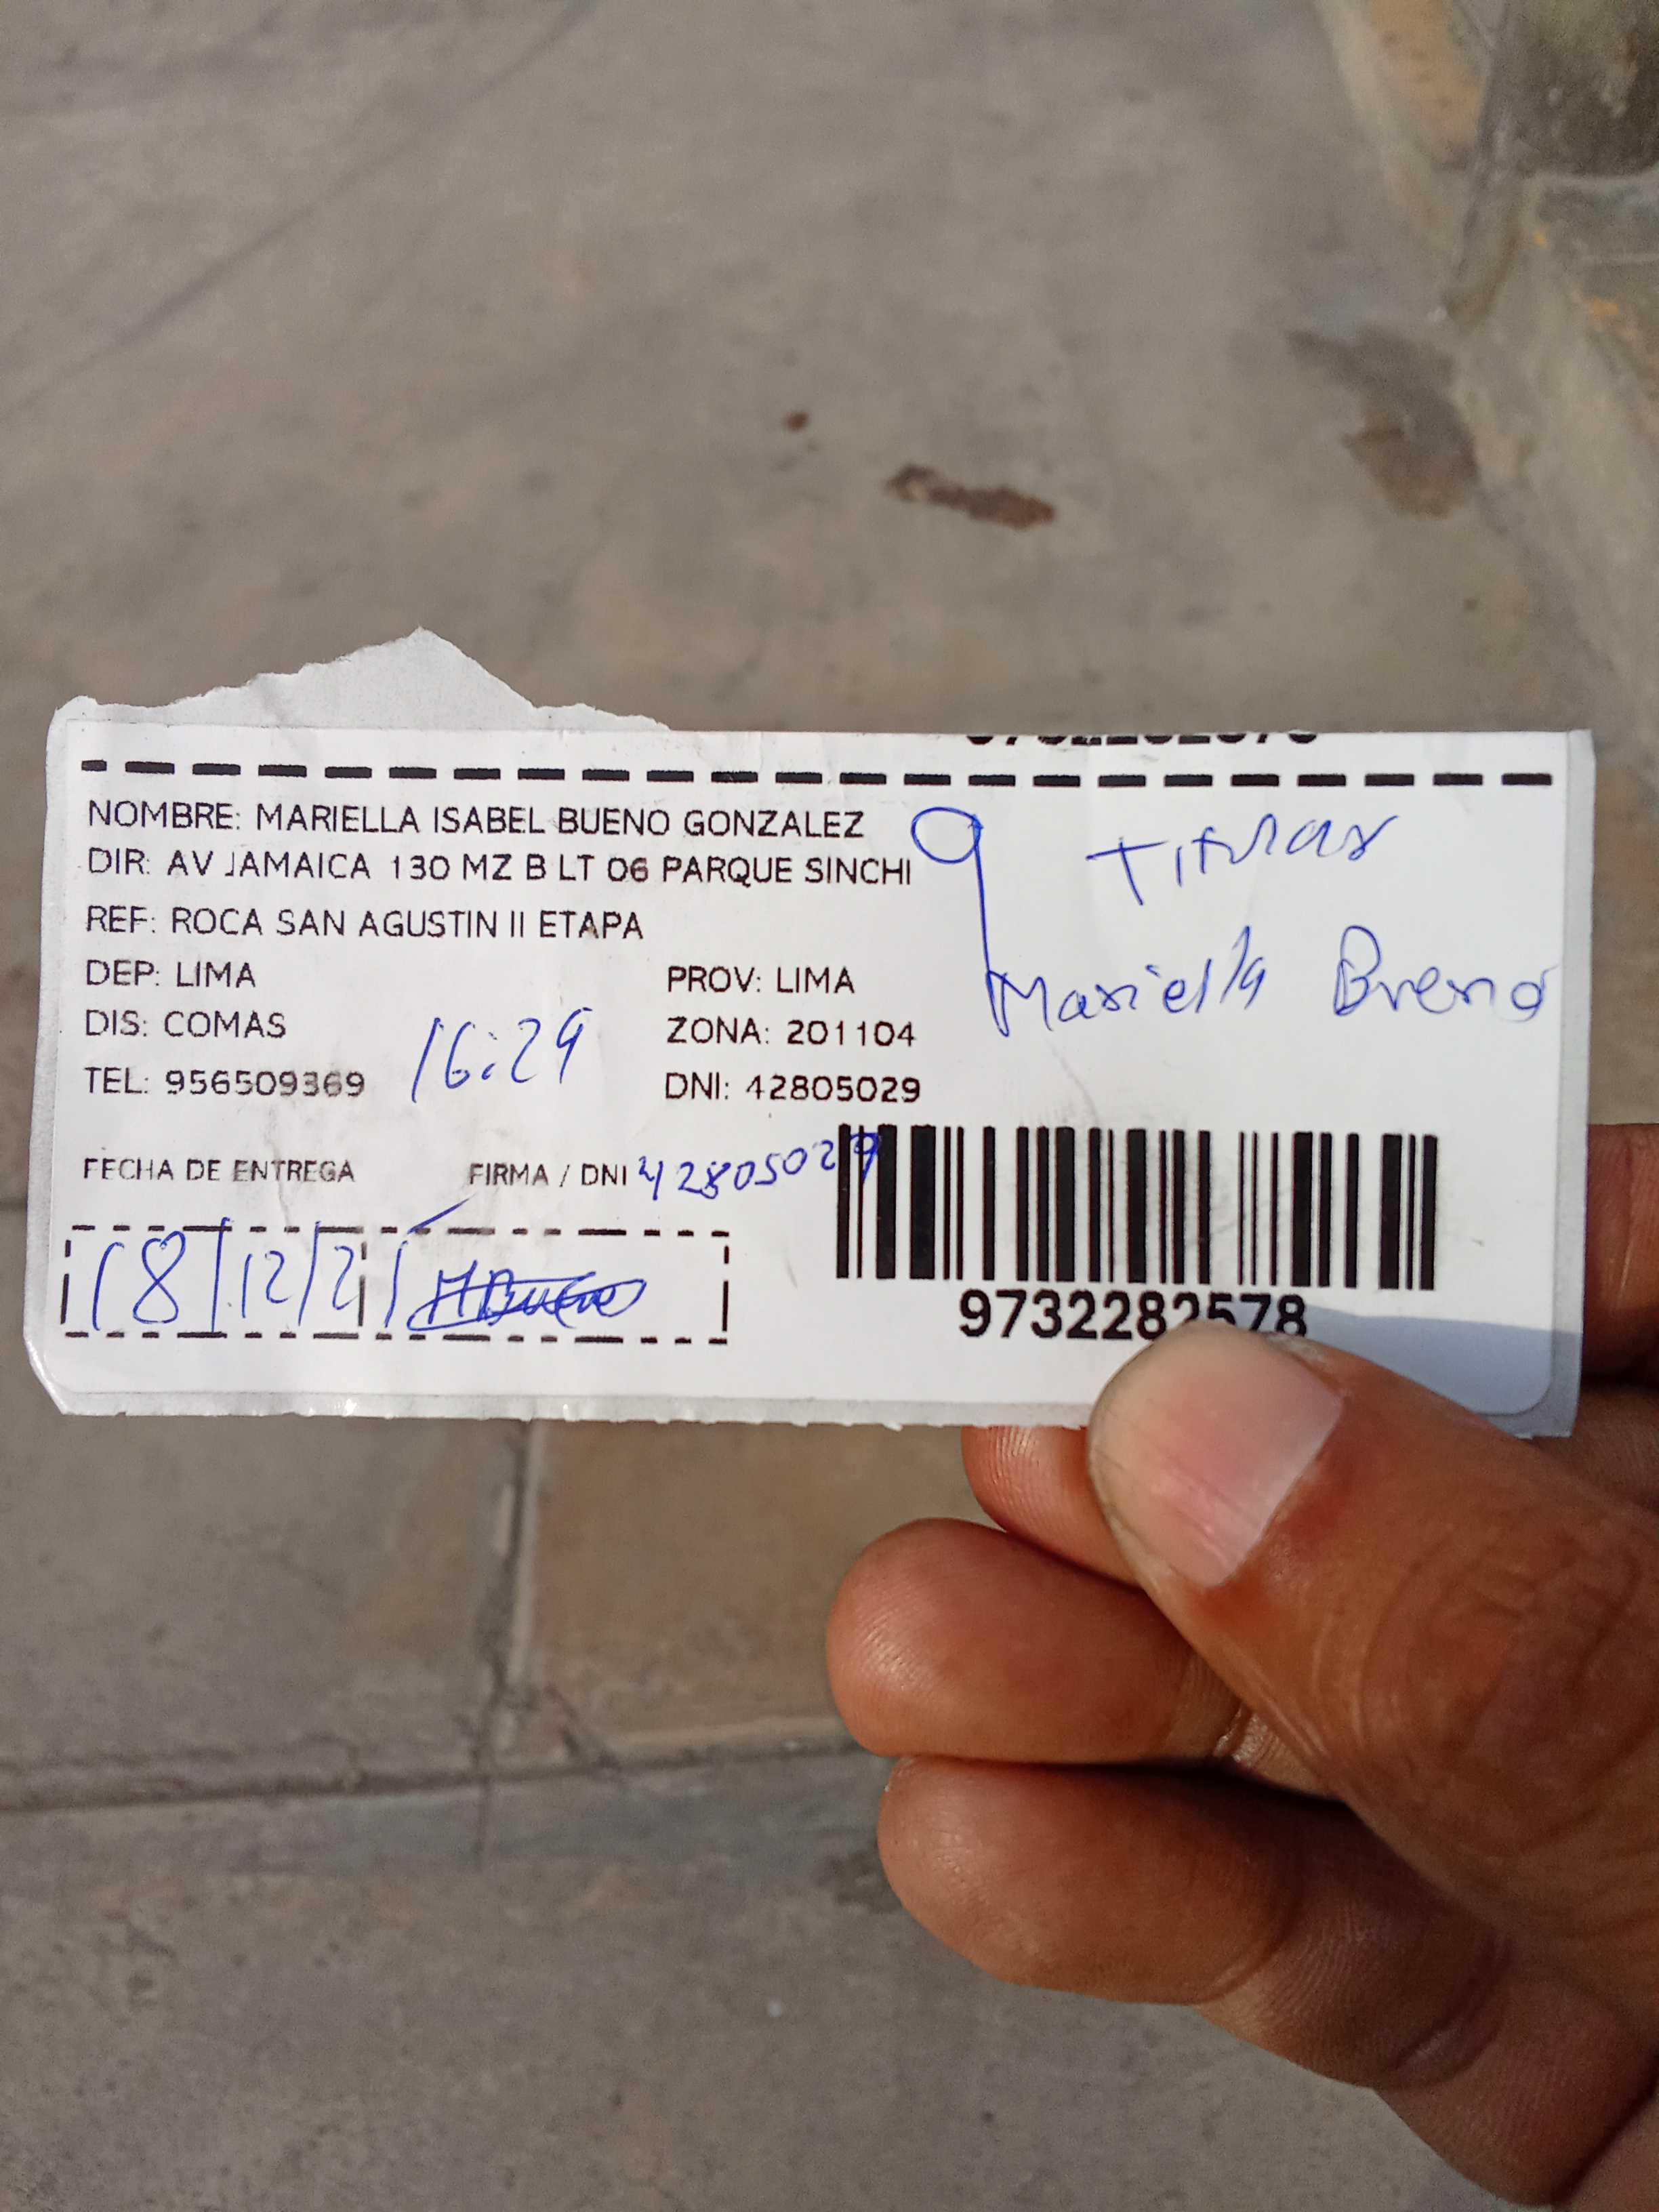 NOMBRE: MARIELLA ISABEL BUENO GONZALEZ
Titular
DIR: AV JAMAICA 130 MZ B LT 06 PARQUE SINCHI
REF: ROCA SAN AGUSTIN II ETAPA
Mariella Bueno
DEP: LIMA PROV: LIMA
DIS: COMAS ZONA: 201104
16:29
TEL: 956509369 DNI: 42805029
FECHA DE ENTREGA FIRMA / DNI 42805029
18/12/21 MBueno
9732282578